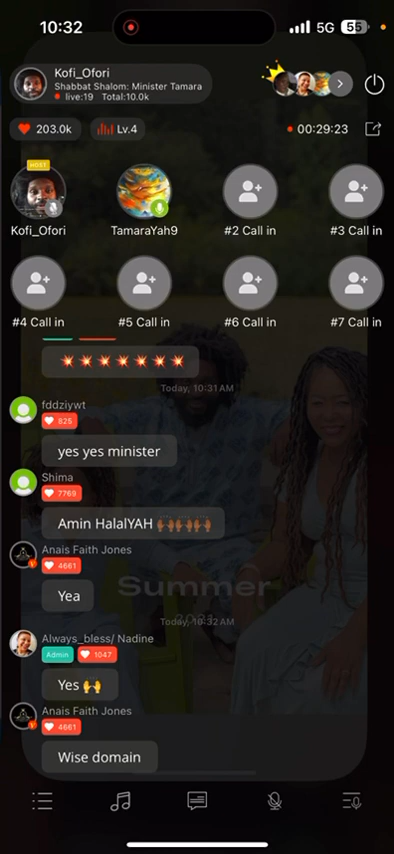 10:32
5G
55
Kofi_Ofori
Shabbat Shalom: Minister Tamara
live:19 Total:10.0k
203.0k
Lv.4
00:29:23
HOST
Kofi_Ofori
TamaraYah9
#2 Call in
#3 Call in
#4 Call in
#5 Call in
#6 Call in
#7 Call in
💥💥💥💥💥💥💥
Today, 10:31 AM
fddziywt
825
yes yes minister
Shima
7769
Amin HalalYAH 🙌🏽🙌🏽🙌🏽🙌🏽
Anais Faith Jones
4661
Yea
Summer
Today, 10:32 AM
Always_bless/ Nadine
Admin
1047
Yes 🙌
Anais Faith Jones
4661
Wise domain